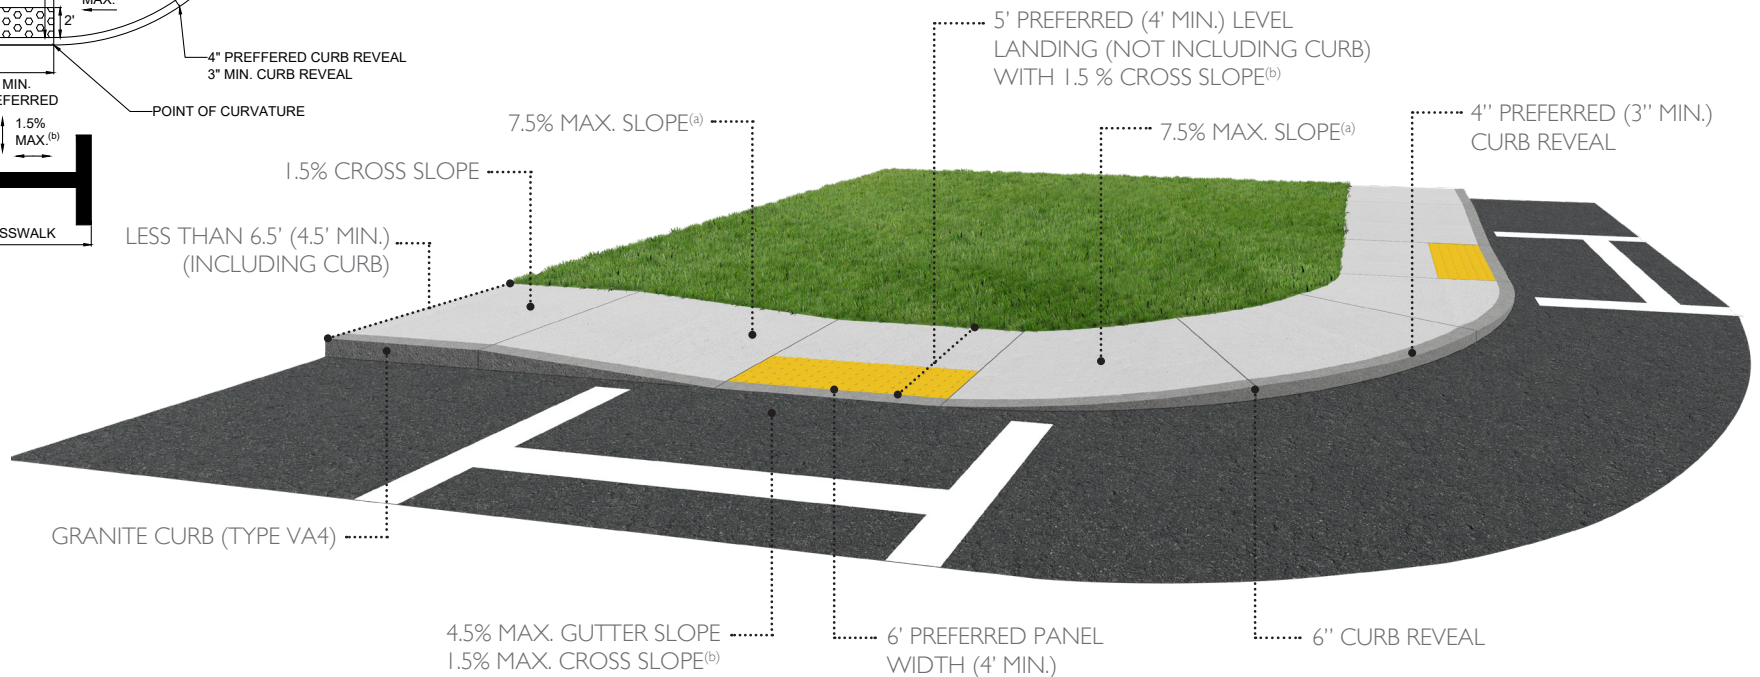 MAX.
2'
4" PREFFERED CURB REVEAL
3" MIN. CURB REVEAL
MIN.
POINT OF CURVATURE
1.5%
MAX.(b)
5' PREFERRED (4' MIN.) LEVEL
LANDING (NOT INCLUDING CURB)
WITH 1.5 % CROSS SLOPE(b)
7.5% MAX. SLOPE(a)
7.5% MAX. SLOPE(a)
4'' PREFERRED (3'' MIN.)
CURB REVEAL
1.5% CROSS SLOPE
LESS THAN 6.5' (4.5' MIN.)
(INCLUDING CURB)
GRANITE CURB (TYPE VA4)
4.5% MAX. GUTTER SLOPE
1.5% MAX. CROSS SLOPE(b)
6' PREFERRED PANEL
WIDTH (4' MIN.)
6'' CURB REVEAL